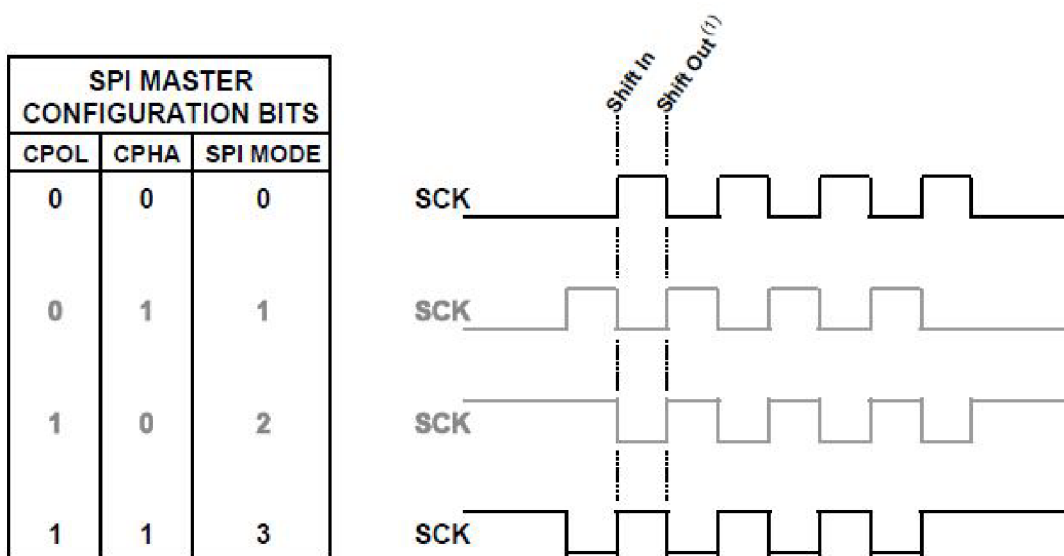 SPI MASTER
CONFIGURATION BITS
CPOL CPHA SPI MODE
Shift In
Shift Out(1)
0 0 0 SCK
0 1 1 SCK
1 0 2 SCK
1 1 3 SCK